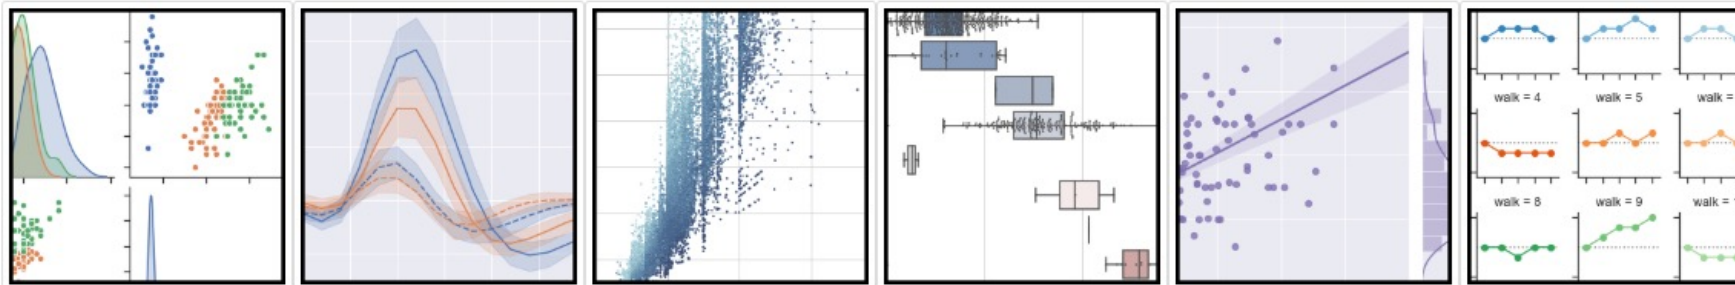 walk = 4
walk = 5
walk =
walk = 8
walk = 9
walk =